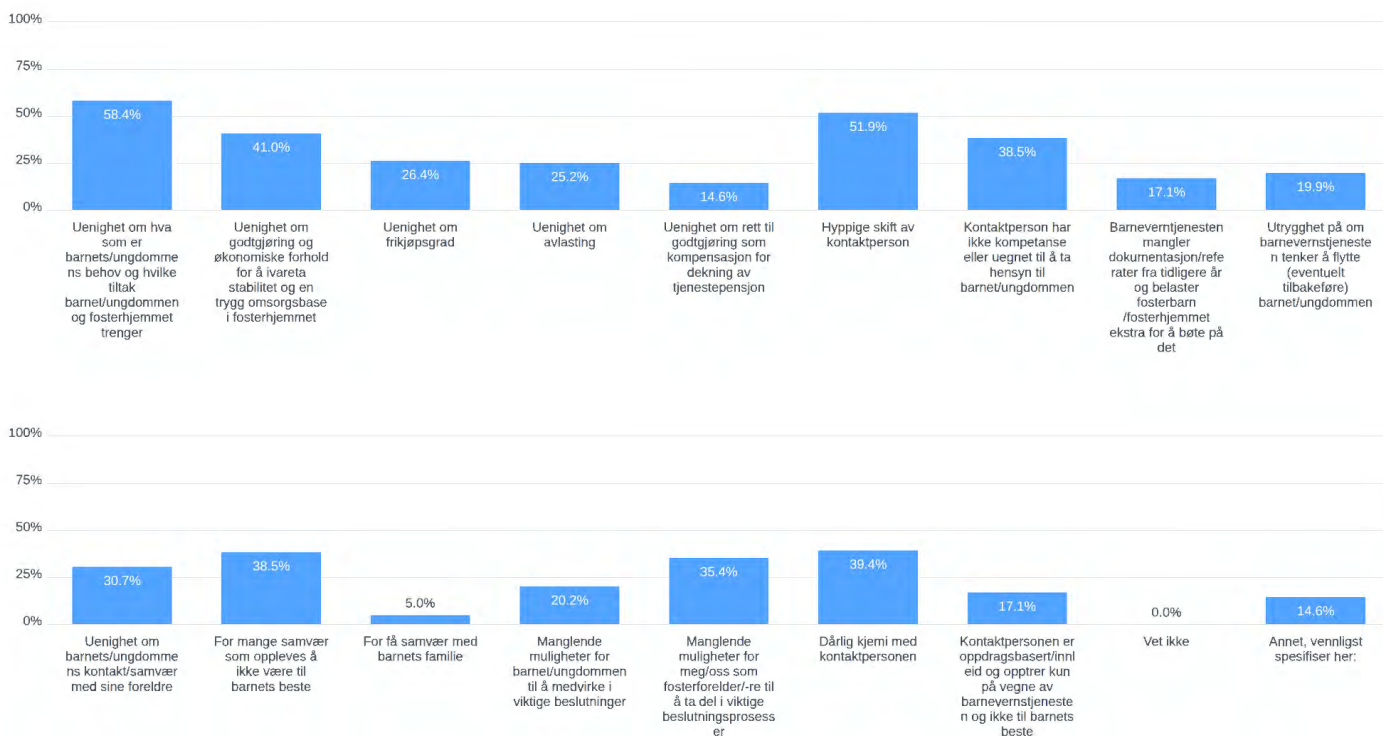 100%
75%
50%
25%
0%
58.4%
41.0%
26.4%
25.2%
14.6%
51.9%
38.5%
17.1%
19.9%
Uenighet om hva
som er
barnets/ungdomme
ns behov og hvilke
tiltak
barnet/ungdommen
og fosterhjemmet
trenger
Uenighet om
godtgjøring og
økonomiske forhold
for å ivareta
stabilitet og en
trygg omsorgsbase
i fosterhjemmet
Uenighet om
frikjøpsgrad
Uenighet om
avlasting
Uenighet om rett til
godtgjøring som
kompensasjon for
dekning av
tjenestepensjon
Hyppige skift av
kontaktperson
Kontaktperson har
ikke kompetanse
eller uegnet til å ta
hensyn til
barnet/ungdommen
Barneverntjenesten
mangler
dokumentasjon/refe
rater fra tidligere år
og belaster
fosterbarn
/fosterhjemmet
ekstra for å bøte på
det
Utrygghet på om
barnevernstjeneste
n tenker å flytte
(eventuelt
tilbakeføre)
barnet/ungdommen
100%
75%
50%
25%
0%
30.7%
38.5%
5.0%
20.2%
35.4%
39.4%
17.1%
0.0%
14.6%
Uenighet om
barnets/ungdomme
ns kontakt/samvær
med sine foreldre
For mange samvær
som oppleves å
ikke være til
barnets beste
For få samvær med
barnets familie
Manglende
muligheter for
barnet/ungdommen
til å medvirke i
viktige beslutninger
Manglende
muligheter for
meg/oss som
fosterforelder/-re til
å ta del i viktige
beslutningsprosess
er
Dårlig kjemi med
kontaktpersonen
Kontaktpersonen er
oppdragsbasert/innl
eid og opptrer kun
på vegne av
barnevernstjeneste
n og ikke til barnets
beste
Vet ikke
Annet, vennligst
spesifiser her: